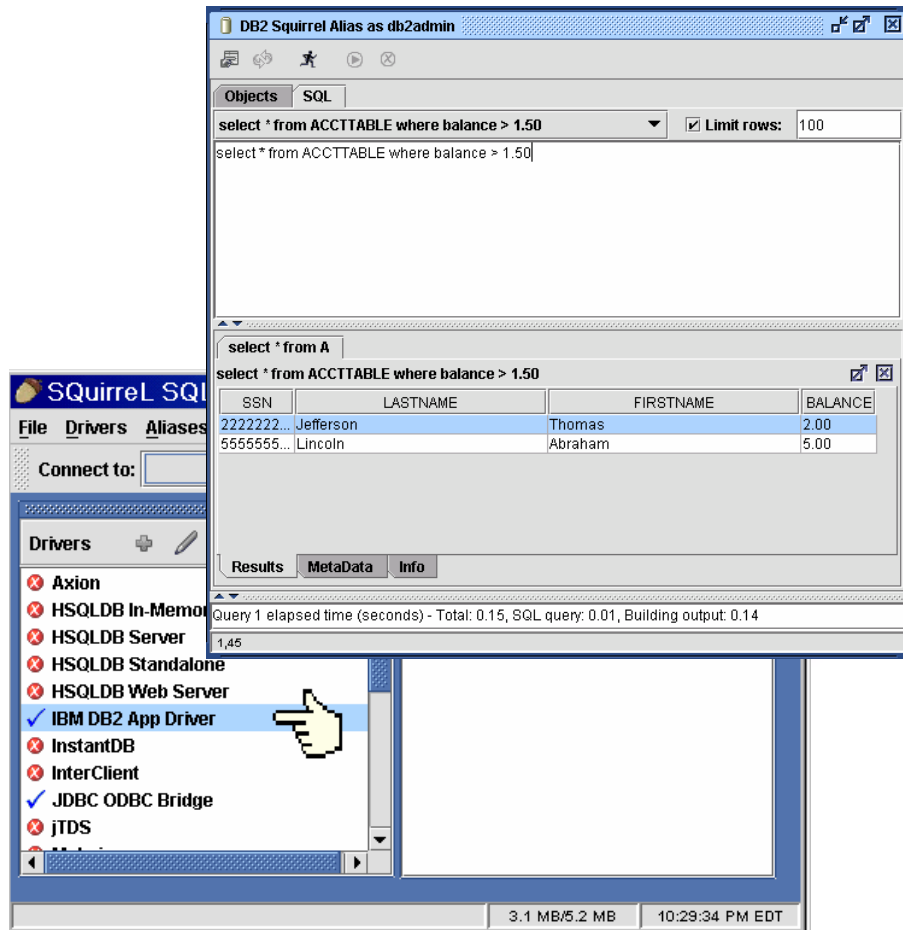 DB2 Squirrel Alias as db2admin
Objects SQL
select * from ACCTTABLE where balance > 1.50 Limit rows: 100
select * from ACCTTABLE where balance > 1.50
select * from A
select * from ACCTTABLE where balance > 1.50
SSN LASTNAME FIRSTNAME BALANCE
2222222... Jefferson Thomas 2.00
5555555... Lincoln Abraham 5.00
Results MetaData Info
Query 1 elapsed time (seconds) - Total: 0.15, SQL query: 0.01, Building output: 0.14
1,45
SQuirreL SQL
File Drivers Aliases
Connect to:
Drivers
Axion
HSQLDB In-Memor
HSQLDB Server
HSQLDB Standalone
HSQLDB Web Server
IBM DB2 App Driver
InstantDB
InterClient
JDBC ODBC Bridge
jTDS
3.1 MB/5.2 MB 10:29:34 PM EDT